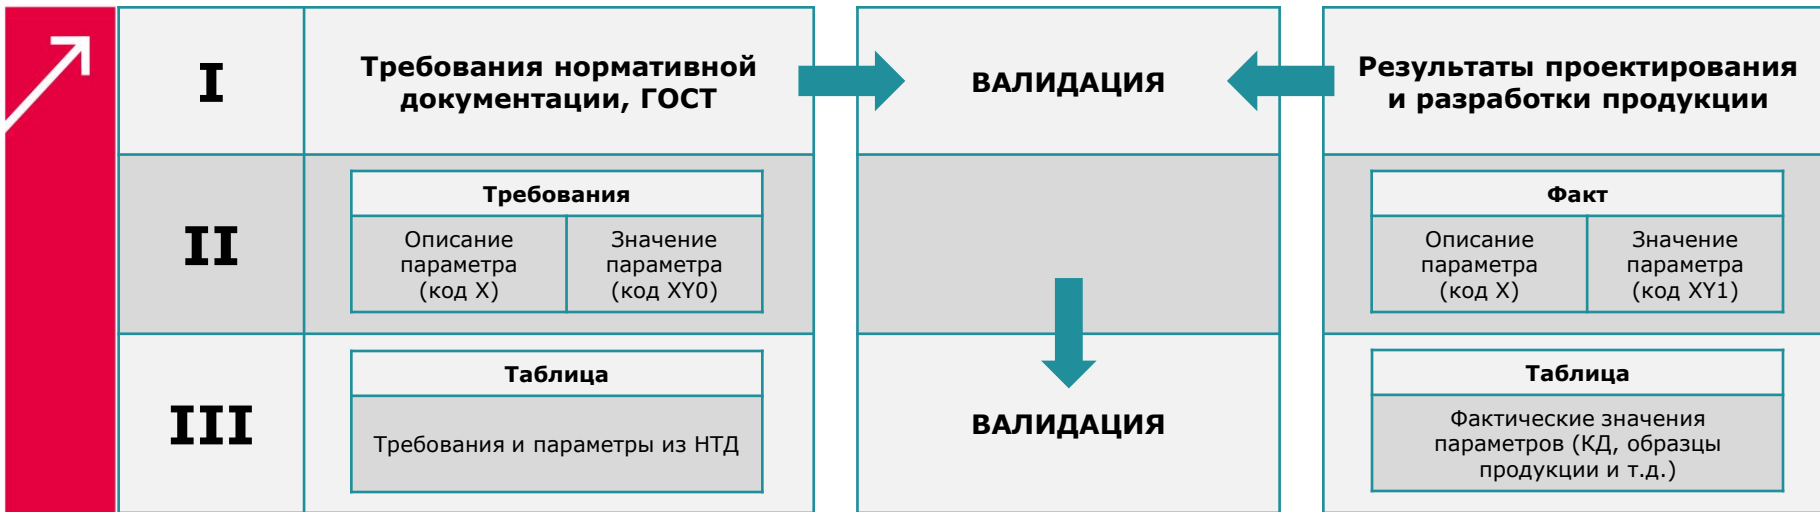 I
Требования нормативной
документации, ГОСТ
ВАЛИДАЦИЯ
Результаты проектирования
и разработки продукции
II
Требования
Описание
параметра
(код X)
Значение
параметра
(код XY0)
Факт
Описание
параметра
(код X)
Значение
параметра
(код XY1)
III
Таблица
Требования и параметры из НТД
ВАЛИДАЦИЯ
Таблица
Фактические значения
параметров (КД, образцы
продукции и т.д.)